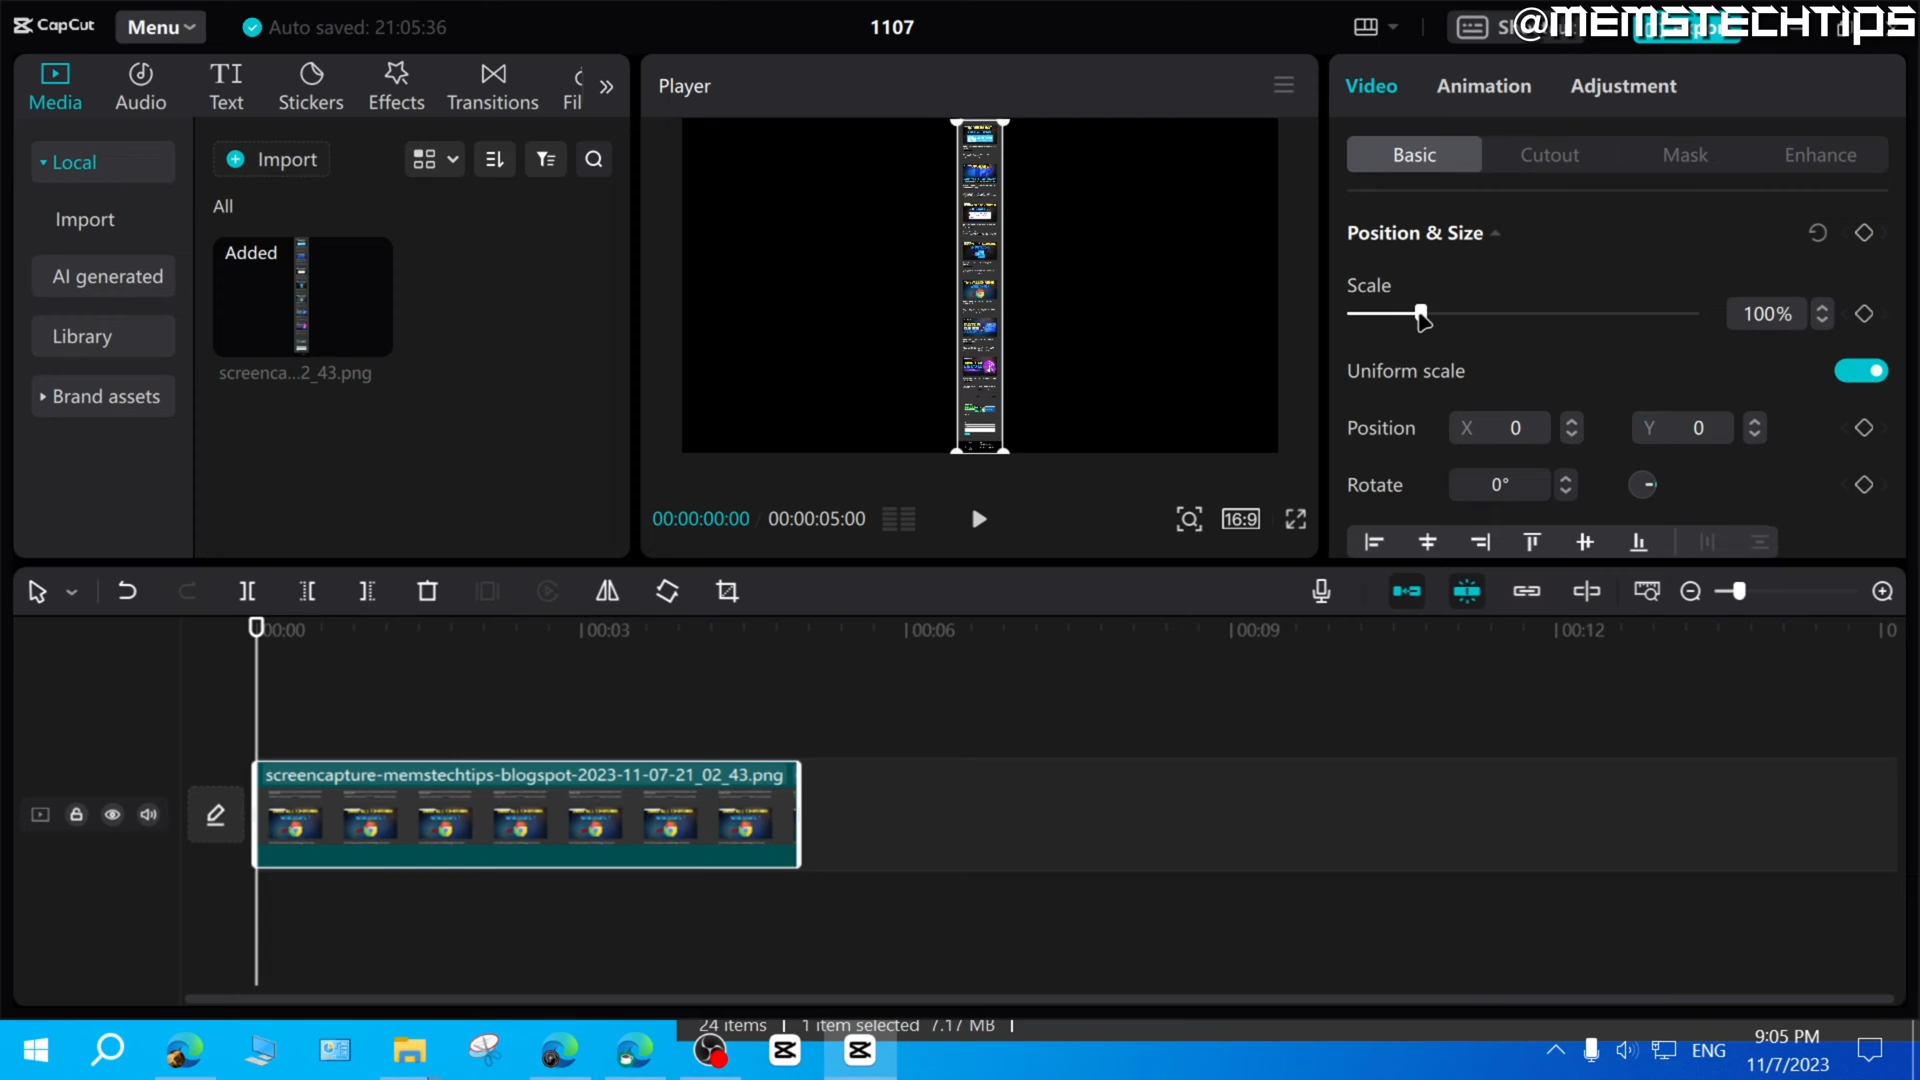 CapCut
Menu
Auto saved: 21:05:36
1107
@MEMSTECHTIPS
Media
Audio
Text
Stickers
Effects
Transitions
Fil
Local
Import
AI generated
Library
Brand assets
Import
All
Added
screenca...2_43.png
Player
00:00:00:00
00:00:05:00
16:9
Video
Animation
Adjustment
Basic
Cutout
Mask
Enhance
Position & Size
Scale
100%
Uniform scale
Position
X 0
Y 0
Rotate
0°
00:00
00:03
00:06
00:09
00:12
0
screencapture-memstechtips-blogspot-2023-11-07-21_02_43.png
24 items
1 item selected 7.17 MB
ENG
9:05 PM
11/7/2023